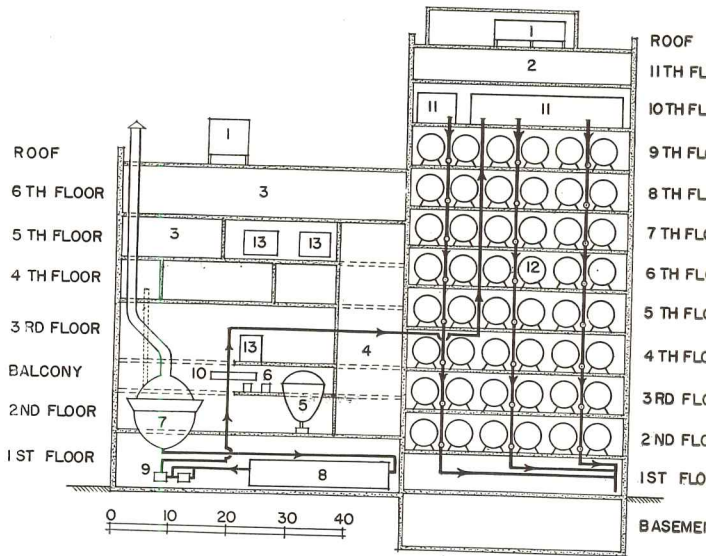 1
ROOF
2
11TH FL
11
11
10TH FL
1
9TH FL
ROOF
3
8TH FL
6TH FLOOR
3
13
13
7TH FL
5TH FLOOR
12
6TH FL
4TH FLOOR
5TH FL
3RD FLOOR
13
4
4TH FL
BALCONY
10
6
3RD FLO
2ND FLOOR
7
5
2ND FLO
1ST FLOOR
9
8
1ST FLO
0 10 20 30 40
BASEMEN